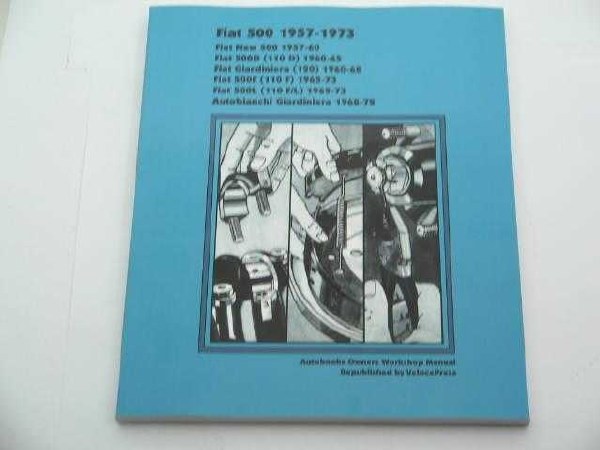 Fiat 500 1957-1973
Fiat New 500 1957-60
Fiat 500D (110 D) 1960-65
Fiat Giardiniera (120) 1960-68
Fiat 500F (110 F) 1965-73
Fiat 500L (110 F/L) 1969-73
Autobianchi Giardiniera 1968-75
Autobooks Owners Workshop Manual
Republished by VelocePress